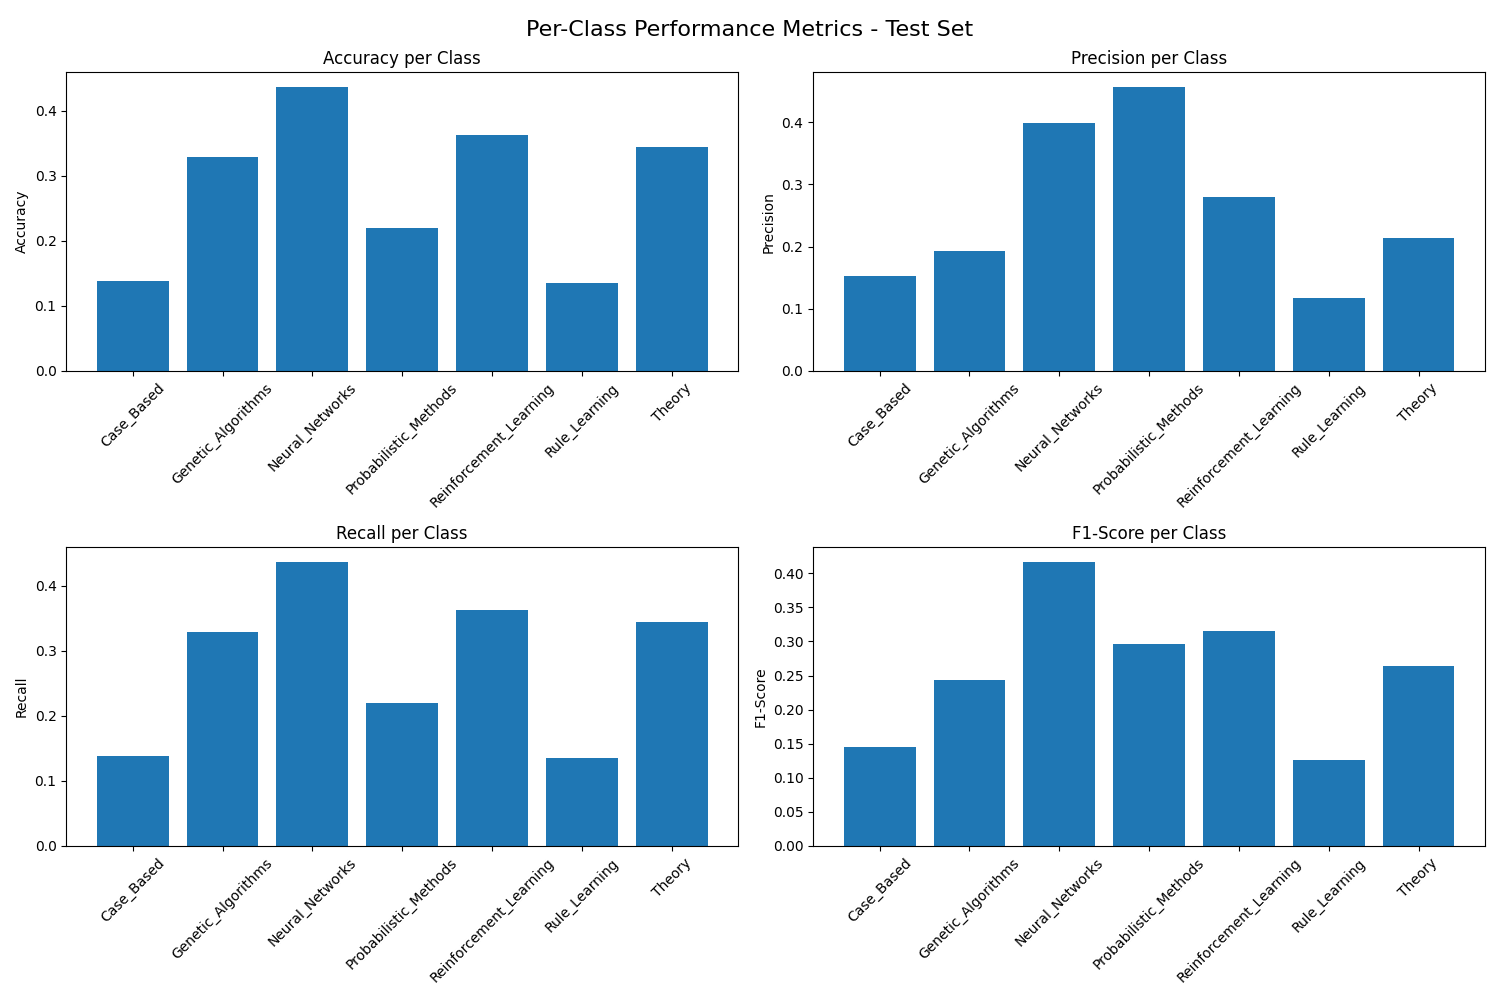 Per-Class Performance Metrics - Test Set
Accuracy per Class
Accuracy
0.4
0.3
0.2
0.1
0.0
Case_Based
Genetic_Algorithms
Neural_Networks
Probabilistic_Methods
Reinforcement_Learning
Rule_Learning
Theory
Precision per Class
Precision
0.4
0.3
0.2
0.1
0.0
Case_Based
Genetic_Algorithms
Neural_Networks
Probabilistic_Methods
Reinforcement_Learning
Rule_Learning
Theory
Recall per Class
Recall
0.4
0.3
0.2
0.1
0.0
Case_Based
Genetic_Algorithms
Neural_Networks
Probabilistic_Methods
Reinforcement_Learning
Rule_Learning
Theory
F1-Score per Class
F1-Score
0.40
0.35
0.30
0.25
0.20
0.15
0.10
0.05
0.00
Case_Based
Genetic_Algorithms
Neural_Networks
Probabilistic_Methods
Reinforcement_Learning
Rule_Learning
Theory